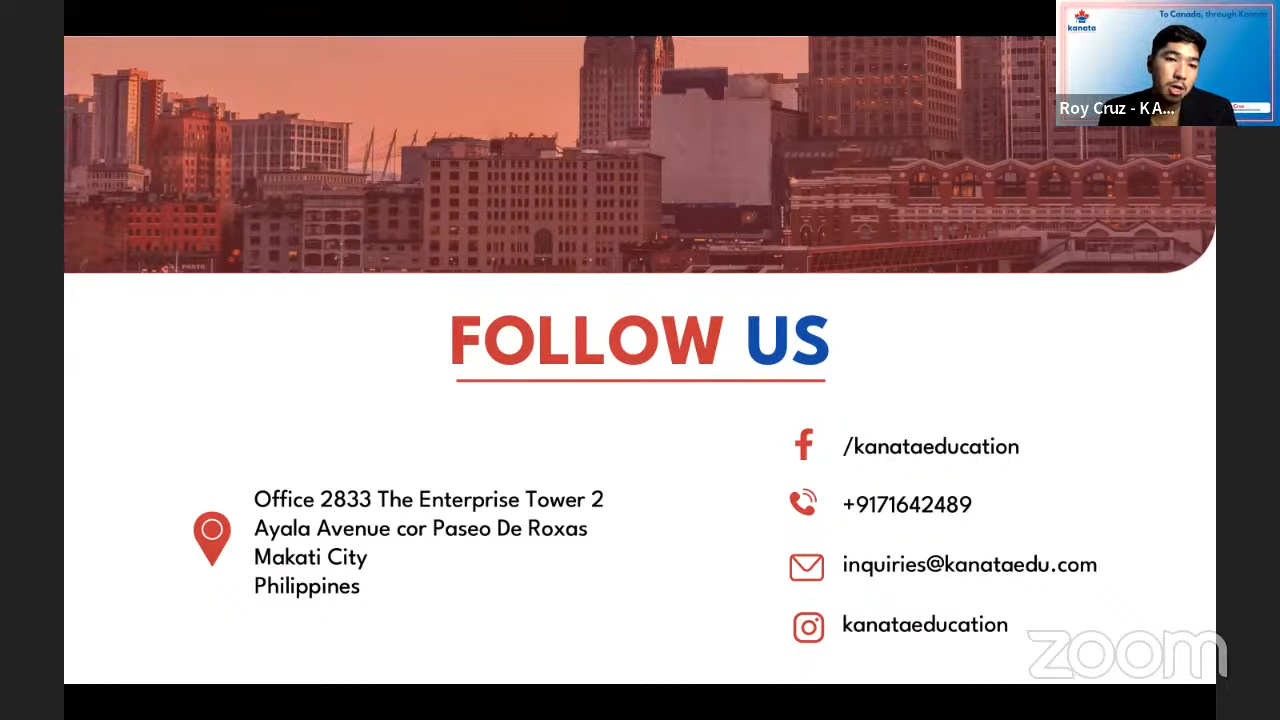 To Canada, through Kanata
kanata
Roy Cruz - KA...
FOLLOW US
Office 2833 The Enterprise Tower 2
Ayala Avenue cor Paseo De Roxas
Makati City
Philippines
/kanataeducation
+9171642489
inquiries@kanataedu.com
kanataeducation
zoom